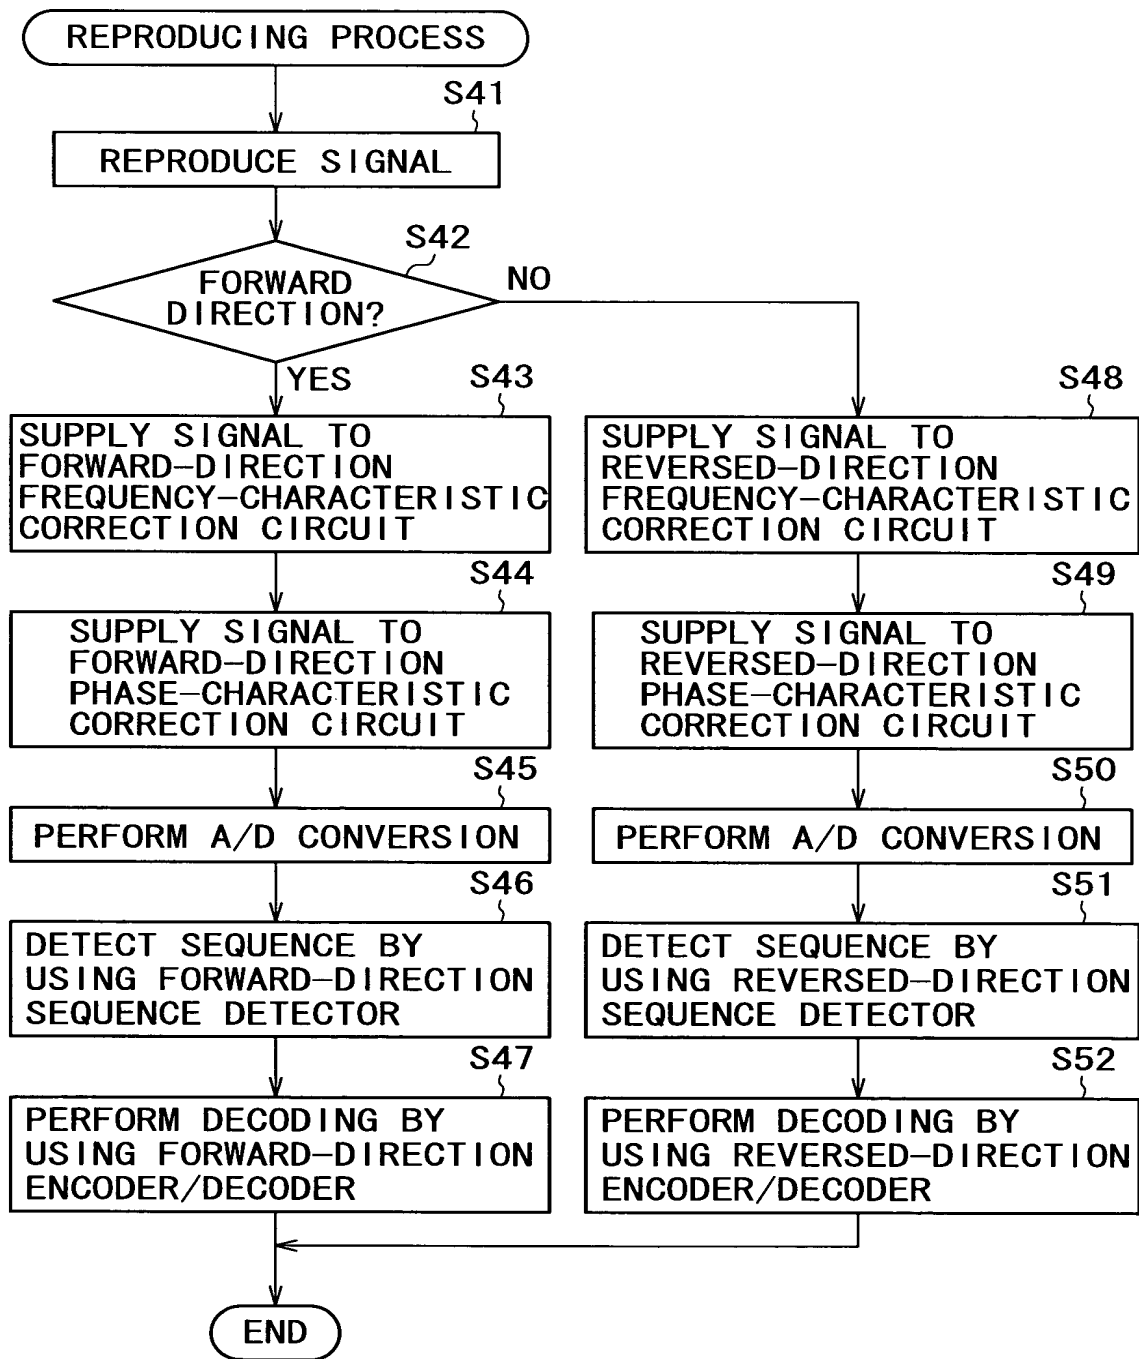 REPRODUCING PROCESS
S41
REPRODUCE SIGNAL
S42
FORWARD
DIRECTION?
NO
YES
S43
SUPPLY SIGNAL TO
FORWARD-DIRECTION
FREQUENCY-CHARACTERISTIC
CORRECTION CIRCUIT
S44
SUPPLY SIGNAL TO
FORWARD-DIRECTION
PHASE-CHARACTERISTIC
CORRECTION CIRCUIT
S45
PERFORM A/D CONVERSION
S46
DETECT SEQUENCE BY
USING FORWARD-DIRECTION
SEQUENCE DETECTOR
S47
PERFORM DECODING BY
USING FORWARD-DIRECTION
ENCODER/DECODER
S48
SUPPLY SIGNAL TO
REVERSED-DIRECTION
FREQUENCY-CHARACTERISTIC
CORRECTION CIRCUIT
S49
SUPPLY SIGNAL TO
REVERSED-DIRECTION
PHASE-CHARACTERISTIC
CORRECTION CIRCUIT
S50
PERFORM A/D CONVERSION
S51
DETECT SEQUENCE BY
USING REVERSED-DIRECTION
SEQUENCE DETECTOR
S52
PERFORM DECODING BY
USING REVERSED-DIRECTION
ENCODER/DECODER
END